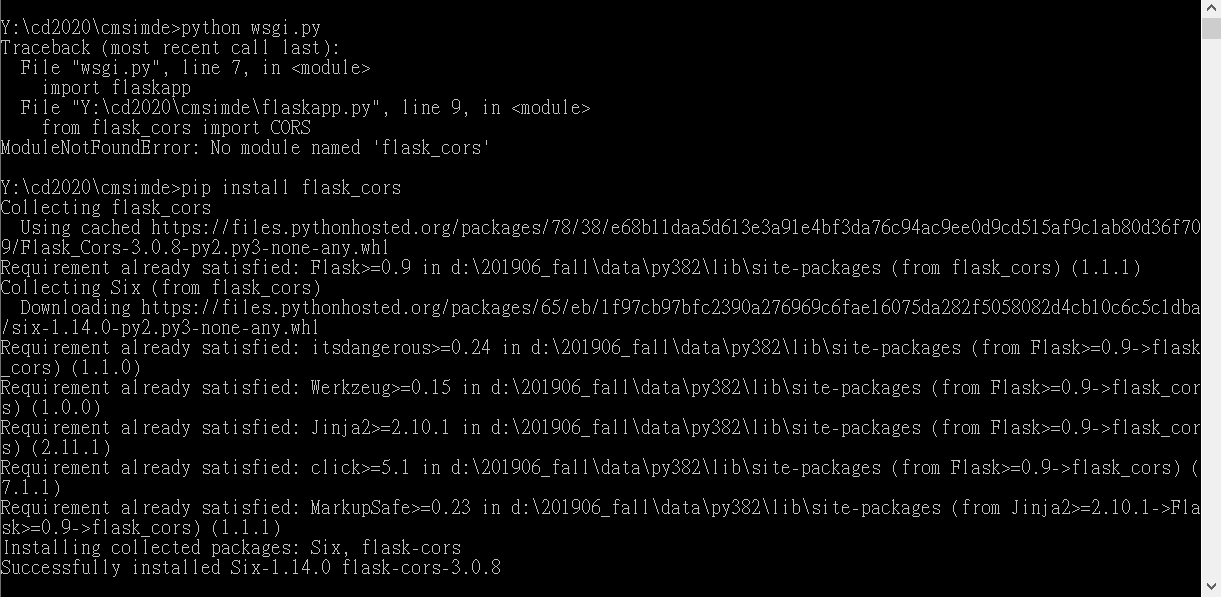 Y:\cd2020\cmsimde>python wsgi.py
Traceback (most recent call last):
  File "wsgi.py", line 7, in <module>
    import flaskapp
  File "Y:\cd2020\cmsimde\flaskapp.py", line 9, in <module>
    from flask_cors import CORS
ModuleNotFoundError: No module named 'flask_cors'
Y:\cd2020\cmsimde>pip install flask_cors
Collecting flask_cors
  Using cached https://files.pythonhosted.org/packages/78/38/e68b11daa5d613e3a91e4bf3da76c94ac9ee0d9cd515af9c1ab80d36f70
9/Flask_Cors-3.0.8-py2.py3-none-any.whl
Requirement already satisfied: Flask>=0.9 in d:\201906_fall\data\py382\lib\site-packages (from flask_cors) (1.1.1)
Collecting Six (from flask_cors)
  Downloading https://files.pythonhosted.org/packages/65/eb/1f97cb97bfc2390a276969c6fae16075da282f5058082d4cb10c6c5c1dba
/six-1.14.0-py2.py3-none-any.whl
Requirement already satisfied: itsdangerous>=0.24 in d:\201906_fall\data\py382\lib\site-packages (from Flask>=0.9->flask
_cors) (1.1.0)
Requirement already satisfied: Werkzeug>=0.15 in d:\201906_fall\data\py382\lib\site-packages (from Flask>=0.9->flask_cor
s) (1.0.0)
Requirement already satisfied: Jinja2>=2.10.1 in d:\201906_fall\data\py382\lib\site-packages (from Flask>=0.9->flask_cor
s) (2.11.1)
Requirement already satisfied: click>=5.1 in d:\201906_fall\data\py382\lib\site-packages (from Flask>=0.9->flask_cors) (
7.1.1)
Requirement already satisfied: MarkupSafe>=0.23 in d:\201906_fall\data\py382\lib\site-packages (from Jinja2>=2.10.1->Fla
sk>=0.9->flask_cors) (1.1.1)
Installing collected packages: Six, flask-cors
Successfully installed Six-1.14.0 flask-cors-3.0.8